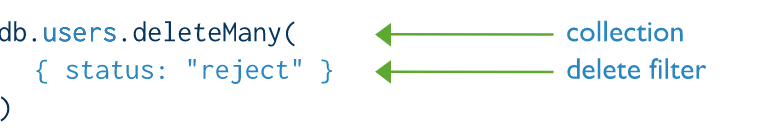 db.users.deleteMany( collection
{ status: "reject" } delete filter
)